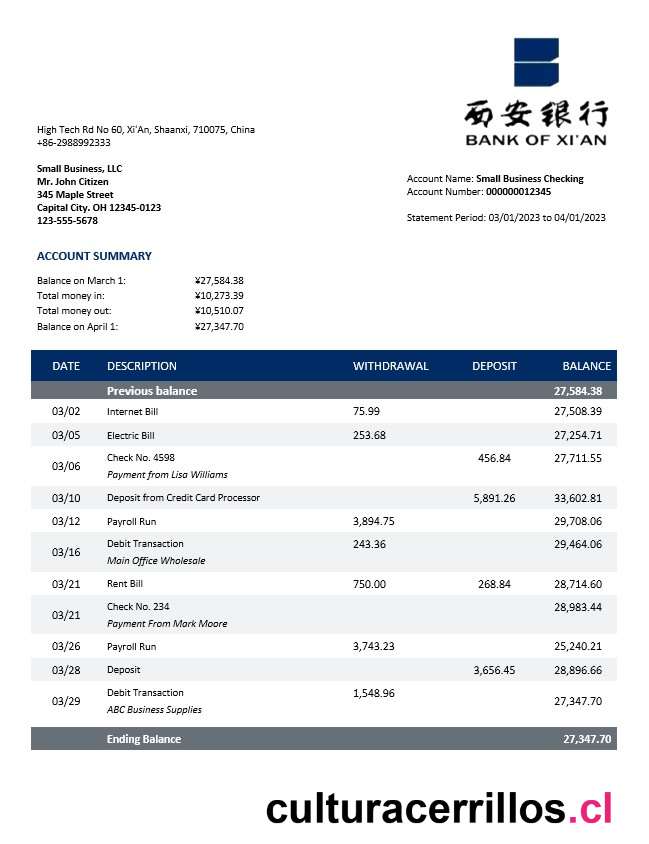 西安銀行
BANK OF XI'AN
High Tech Rd No 60, Xi'An, Shaanxi, 710075, China
+86-2988992333
Small Business, LLC
Mr. John Citizen
345 Maple Street
Capital City. OH 12345-0123
123-555-5678
Account Name: Small Business Checking
Account Number: 000000012345
Statement Period: 03/01/2023 to 04/01/2023
ACCOUNT SUMMARY
Balance on March 1: ¥27,584.38
Total money in: ¥10,273.39
Total money out: ¥10,510.07
Balance on April 1: ¥27,347.70
DATE DESCRIPTION WITHDRAWAL DEPOSIT BALANCE
Previous balance 27,584.38
03/02 Internet Bill 75.99 27,508.39
03/05 Electric Bill 253.68 27,254.71
03/06 Check No. 4598 456.84 27,711.55
Payment from Lisa Williams
03/10 Deposit from Credit Card Processor 5,891.26 33,602.81
03/12 Payroll Run 3,894.75 29,708.06
03/16 Debit Transaction 243.36 29,464.06
Main Office Wholesale
03/21 Rent Bill 750.00 268.84 28,714.60
03/21 Check No. 234 28,983.44
Payment From Mark Moore
03/26 Payroll Run 3,743.23 25,240.21
03/28 Deposit 3,656.45 28,896.66
03/29 Debit Transaction 1,548.96 27,347.70
ABC Business Supplies
Ending Balance 27,347.70
culturacerrillos.cl